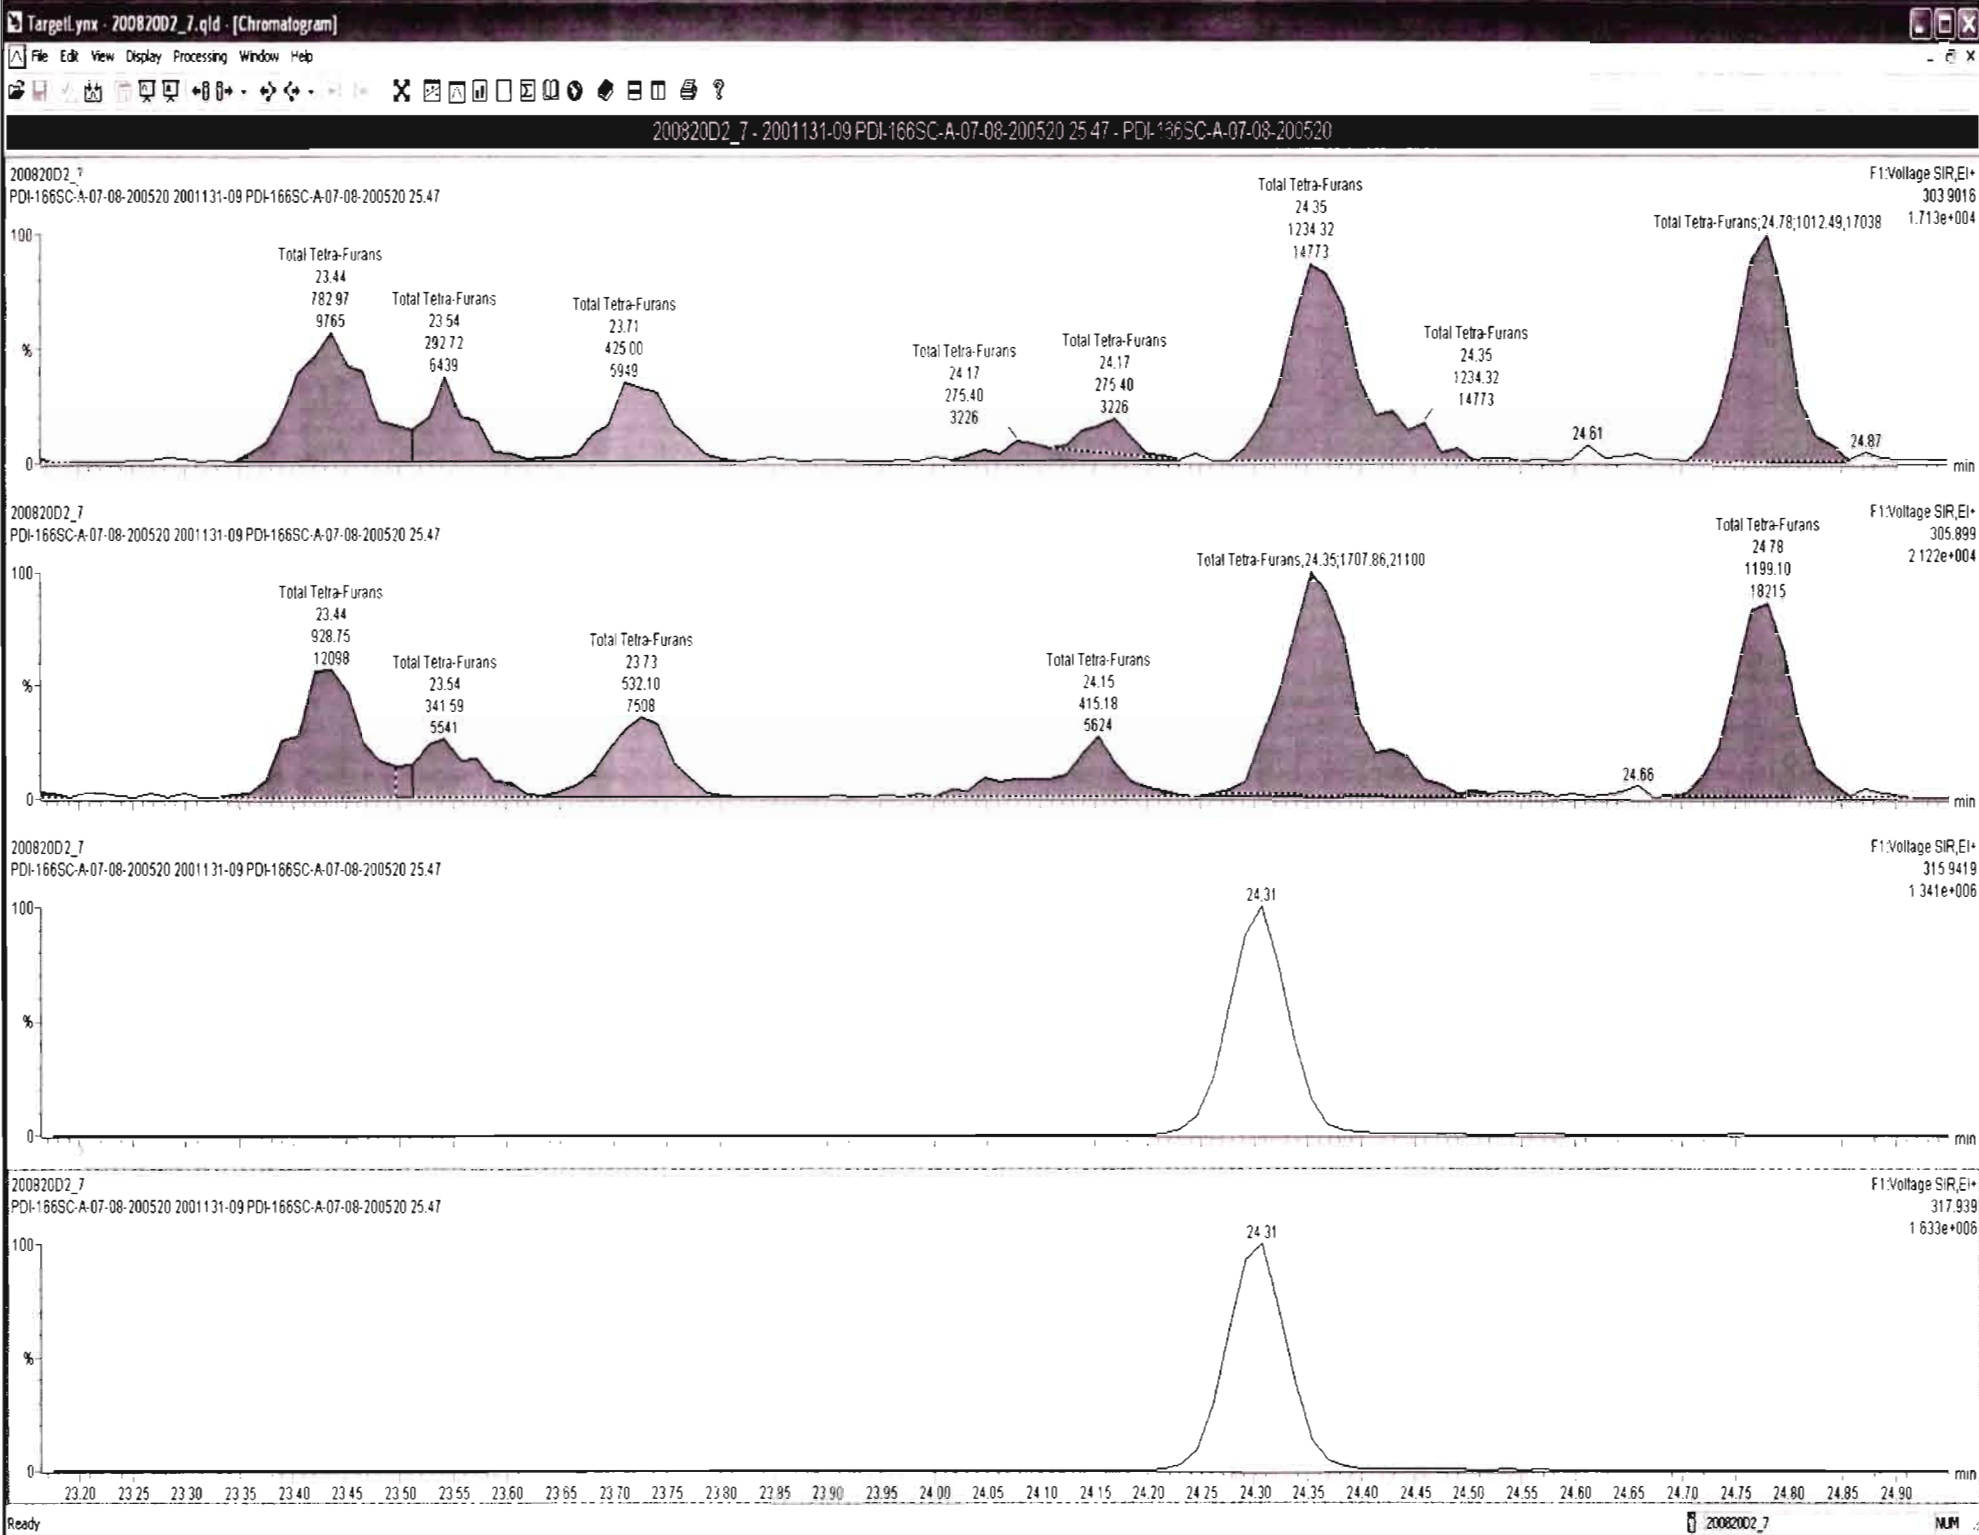 TargetLynx - 200820D2_7.qld - [Chromatogram]
File Edit View Display Processing Window Help
200820D2_7 - 2001131-09 PDI-166SC-A-07-08-200520 25.47 - PDI-166SC-A-07-08-200520
200820D2_7
PDI-166SC-A-07-08-200520 2001131-09 PDI-166SC-A-07-08-200520 25.47
F1:Voltage SIR,EI+
303.9016
1.713e+004
100
%
0
Total Tetra-Furans
23.44
782.97
9765
Total Tetra-Furans
23.54
292.72
6439
Total Tetra-Furans
23.71
425.00
5949
Total Tetra-Furans
24.17
275.40
3226
Total Tetra-Furans
24.17
275.40
3226
Total Tetra-Furans
24.35
1234.32
14773
Total Tetra-Furans
24.35
1234.32
14773
24.61
Total Tetra-Furans;24.78;1012.49;17038
24.87
min
200820D2_7
PDI-166SC-A-07-08-200520 2001131-09 PDI-166SC-A-07-08-200520 25.47
F1:Voltage SIR,EI+
305.899
2.122e+004
100
%
0
Total Tetra-Furans
23.44
928.75
12098
Total Tetra-Furans
23.54
341.59
5541
Total Tetra-Furans
23.73
532.10
7508
Total Tetra-Furans
24.15
415.18
5624
Total Tetra-Furans;24.35;1707.86;21100
24.66
Total Tetra-Furans
24.78
1199.10
18215
min
200820D2_7
PDI-166SC-A-07-08-200520 2001131-09 PDI-166SC-A-07-08-200520 25.47
F1:Voltage SIR,EI+
315.9419
1.341e+006
100
%
0
24.31
min
200820D2_7
PDI-166SC-A-07-08-200520 2001131-09 PDI-166SC-A-07-08-200520 25.47
F1:Voltage SIR,EI+
317.939
1.633e+006
100
%
0
24.31
min
23.20 23.25 23.30 23.35 23.40 23.45 23.50 23.55 23.60 23.65 23.70 23.75 23.80 23.85 23.90 23.95 24.00 24.05 24.10 24.15 24.20 24.25 24.30 24.35 24.40 24.45 24.50 24.55 24.60 24.65 24.70 24.75 24.80 24.85 24.90
Ready
200820D2_7
NUM